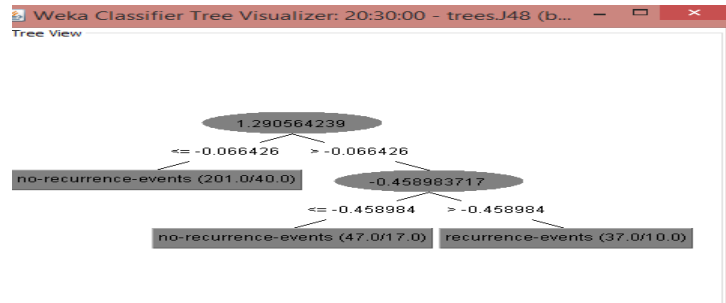 Weka Classifier Tree Visualizer: 20:30:00 - trees.J48 (b...
Tree View
1.290564239
<= -0.066426 > -0.066426
no-recurrence-events (201.0/40.0) -0.458983717
<= -0.458984 > -0.458984
no-recurrence-events (47.0/17.0) recurrence-events (37.0/10.0)